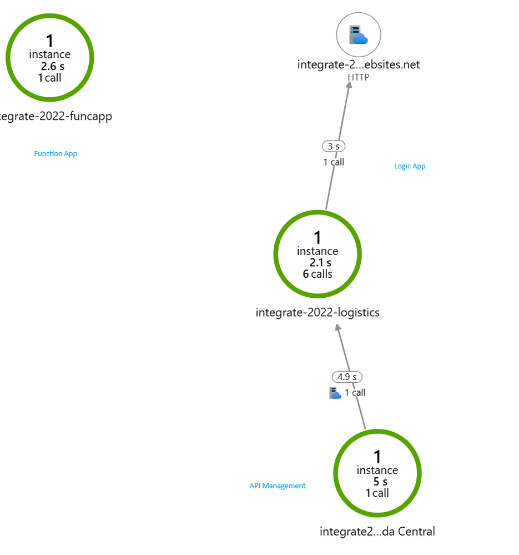 1
instance
2.6 s
1 call
tegrate-2022-funcapp
Function App
integrate-2...ebsites.net
HTTP
3 s
1 call
Logic App
1
instance
2.1 s
6 calls
integrate-2022-logistics
4.9 s
1 call
1
instance
5 s
1 call
API Management
integrate2...da Central